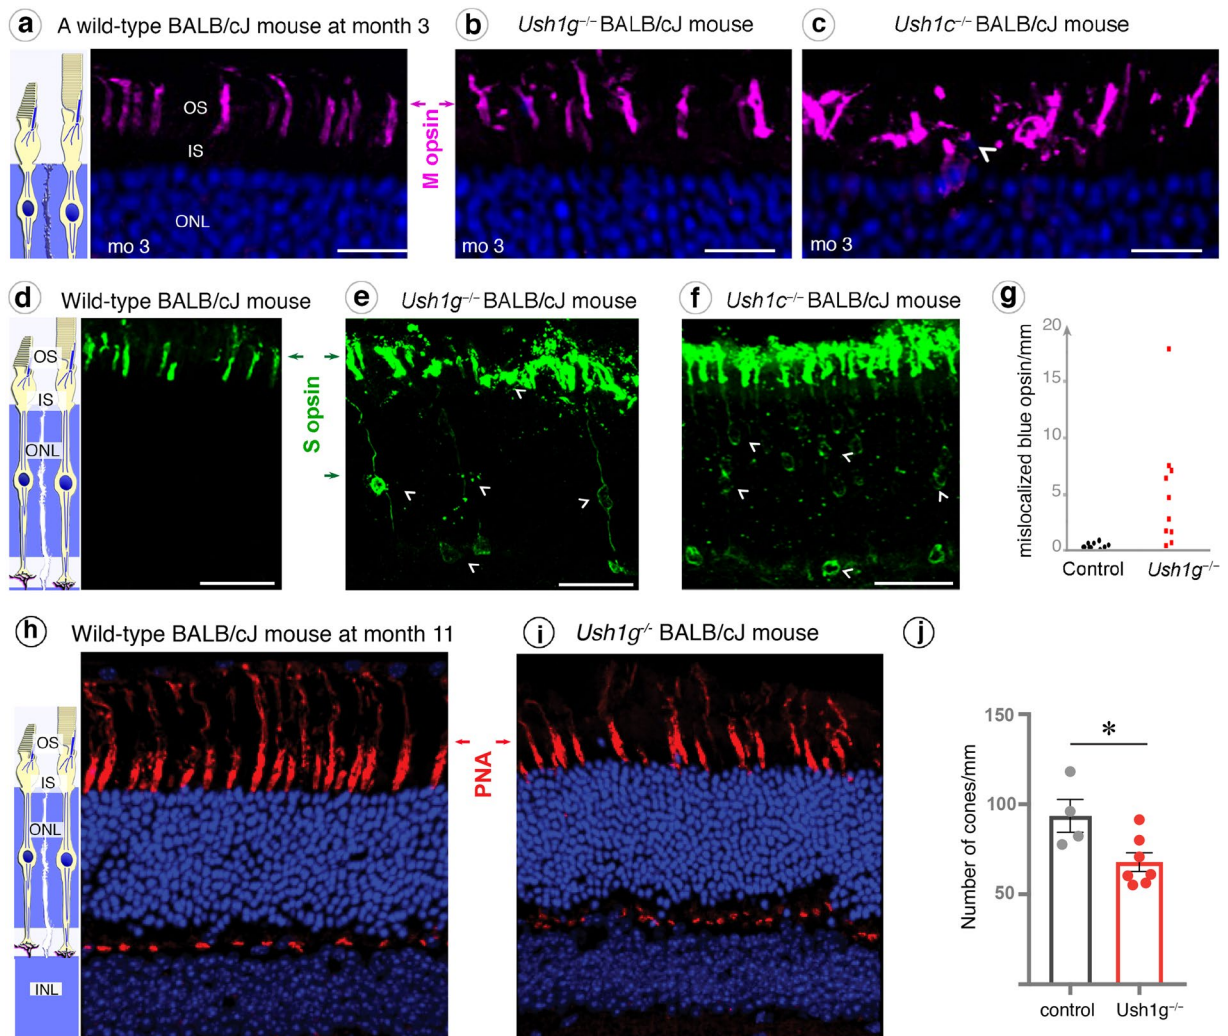 a A wild-type BALB/cJ mouse at month 3
b Ush1g–/– BALB/cJ mouse
c Ush1c–/– BALB/cJ mouse
OS
IS
ONL
mo 3
M opsin
mo 3
mo 3
d Wild-type BALB/cJ mouse
e Ush1g–/– BALB/cJ mouse
f Ush1c–/– BALB/cJ mouse
g
OS
IS
ONL
S opsin
mislocalized blue opsin/mm
20
15
10
5
0
Control
Ush1g–/–
h Wild-type BALB/cJ mouse at month 11
i Ush1g-/- BALB/cJ mouse
j
OS
IS
ONL
INL
PNA
Number of cones/mm
150
100
50
*
control
Ush1g–/–